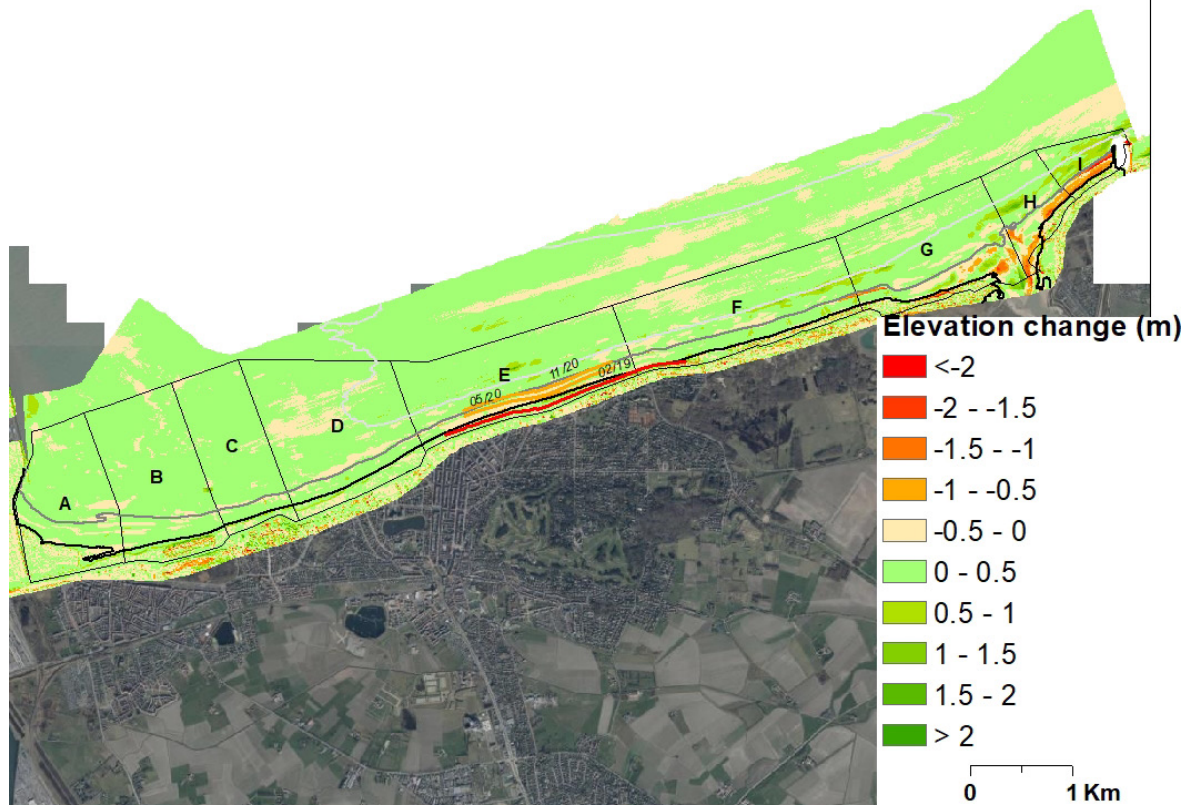 I
H
G
F
E
11/20
02/19
05/20
D
C
B
A
Elevation change (m)
<-2
-2 - -1.5
-1.5 - -1
-1 - -0.5
-0.5 - 0
0 - 0.5
0.5 - 1
1 - 1.5
1.5 - 2
> 2
0 1 Km